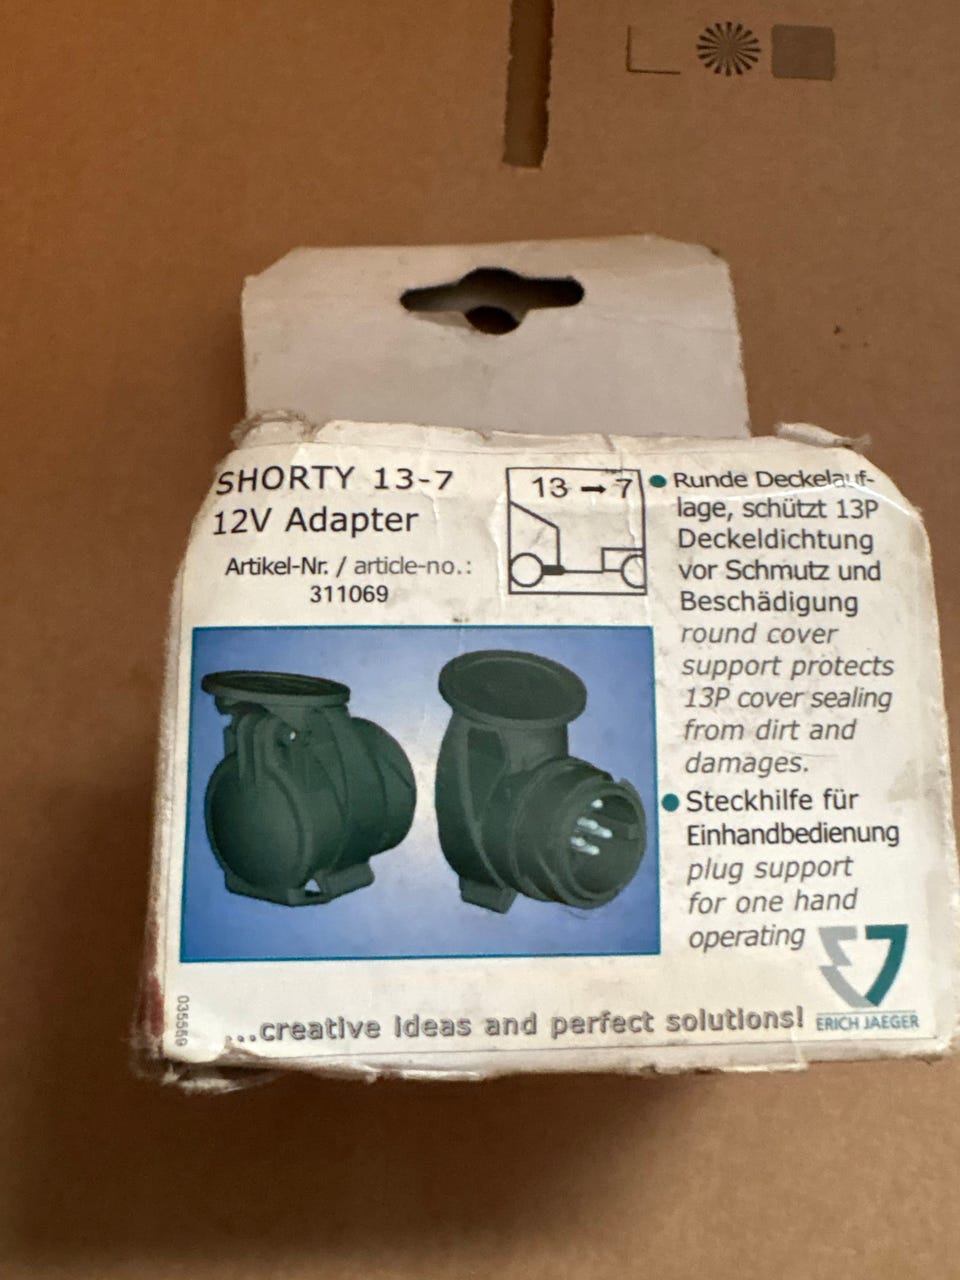 SHORTY 13-7
12V Adapter
Artikel-Nr. / article-no.:
311069
13 → 7
● Runde Deckelauf-
lage, schützt 13P
Deckeldichtung
vor Schmutz und
Beschädigung
round cover
support protects
13P cover sealing
from dirt and
damages.
● Steckhilfe für
Einhandbedienung
plug support
for one hand
operating
035559
...creative ideas and perfect solutions!
ERICH JAEGER